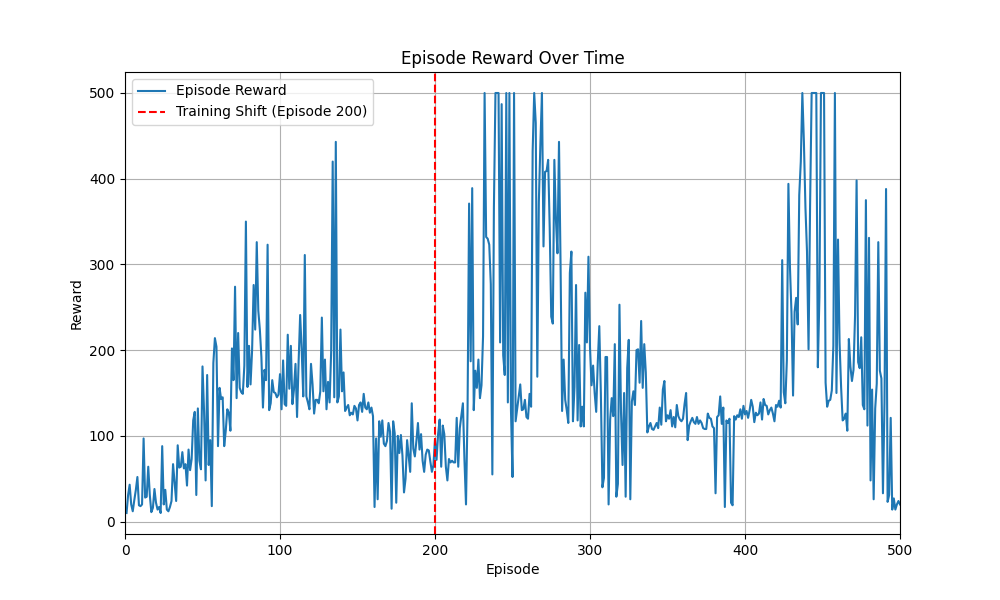 Episode Reward Over Time
Episode Reward
Training Shift (Episode 200)
Reward
500
400
300
200
100
0
0 100 200 300 400 500
Episode